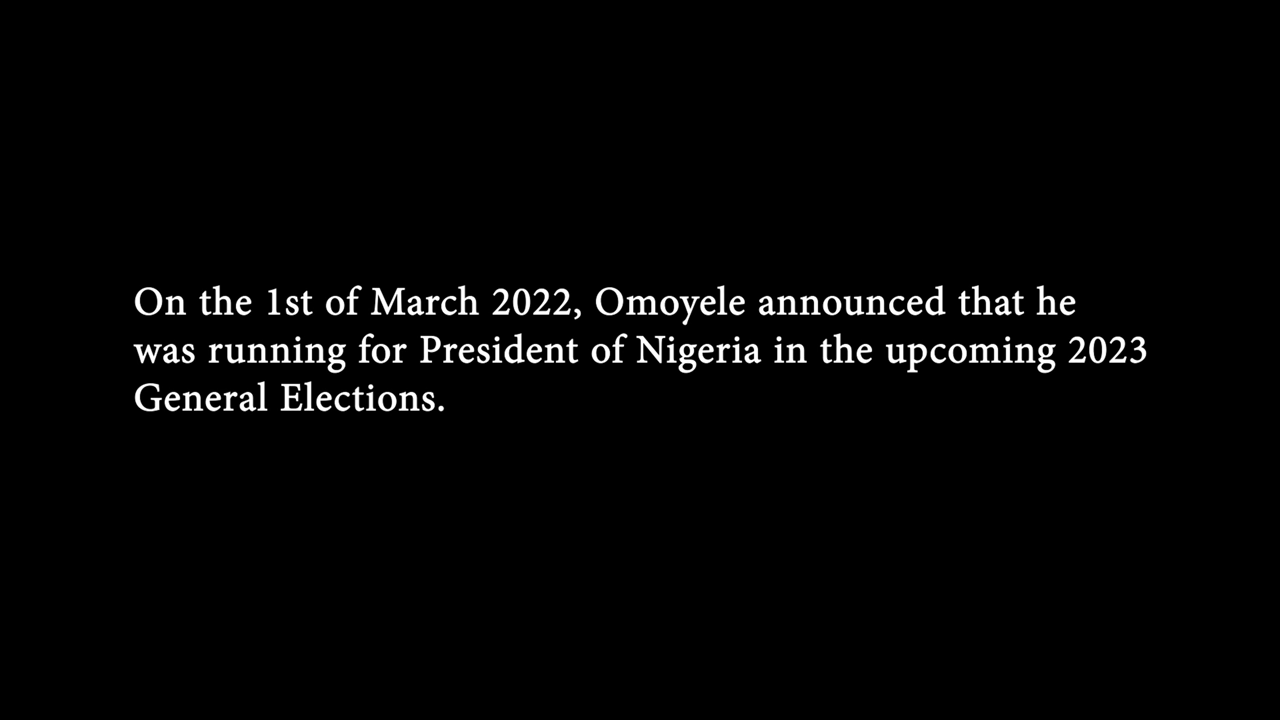 On the 1st of March 2022, Omoyele announced that he
was running for President of Nigeria in the upcoming 2023
General Elections.